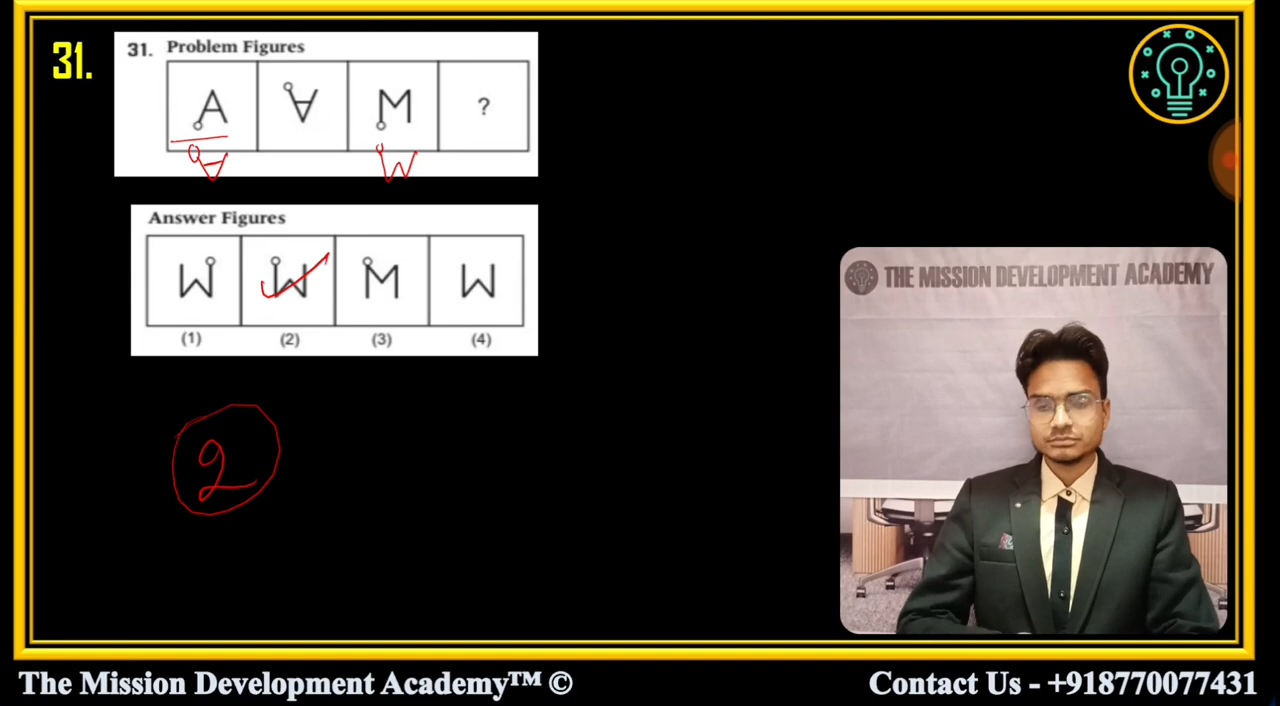 31.
31. Problem Figures
A A M ?
A M
Answer Figures
W W M W
(1) (2) (3) (4)
2
THE MISSION DEVELOPMENT ACADEMY
The Mission Development Academy™ ©
Contact Us - +918770077431